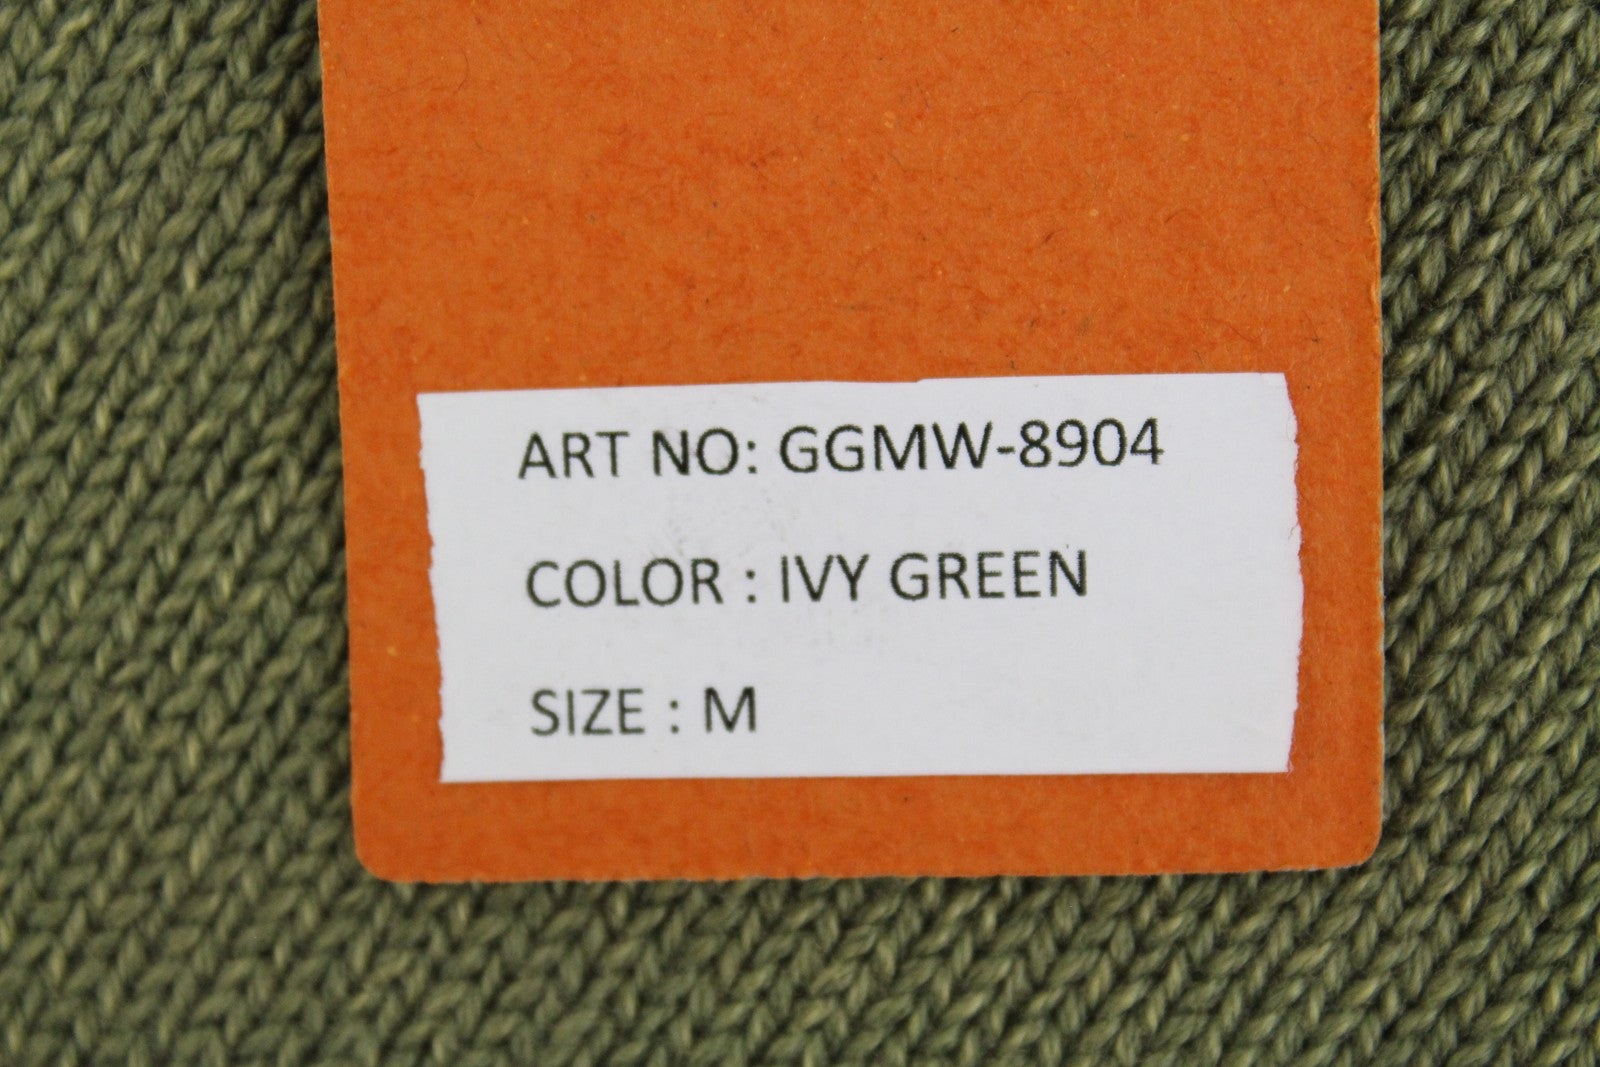 ART NO: GGMW-8904
COLOR : IVY GREEN
SIZE : M